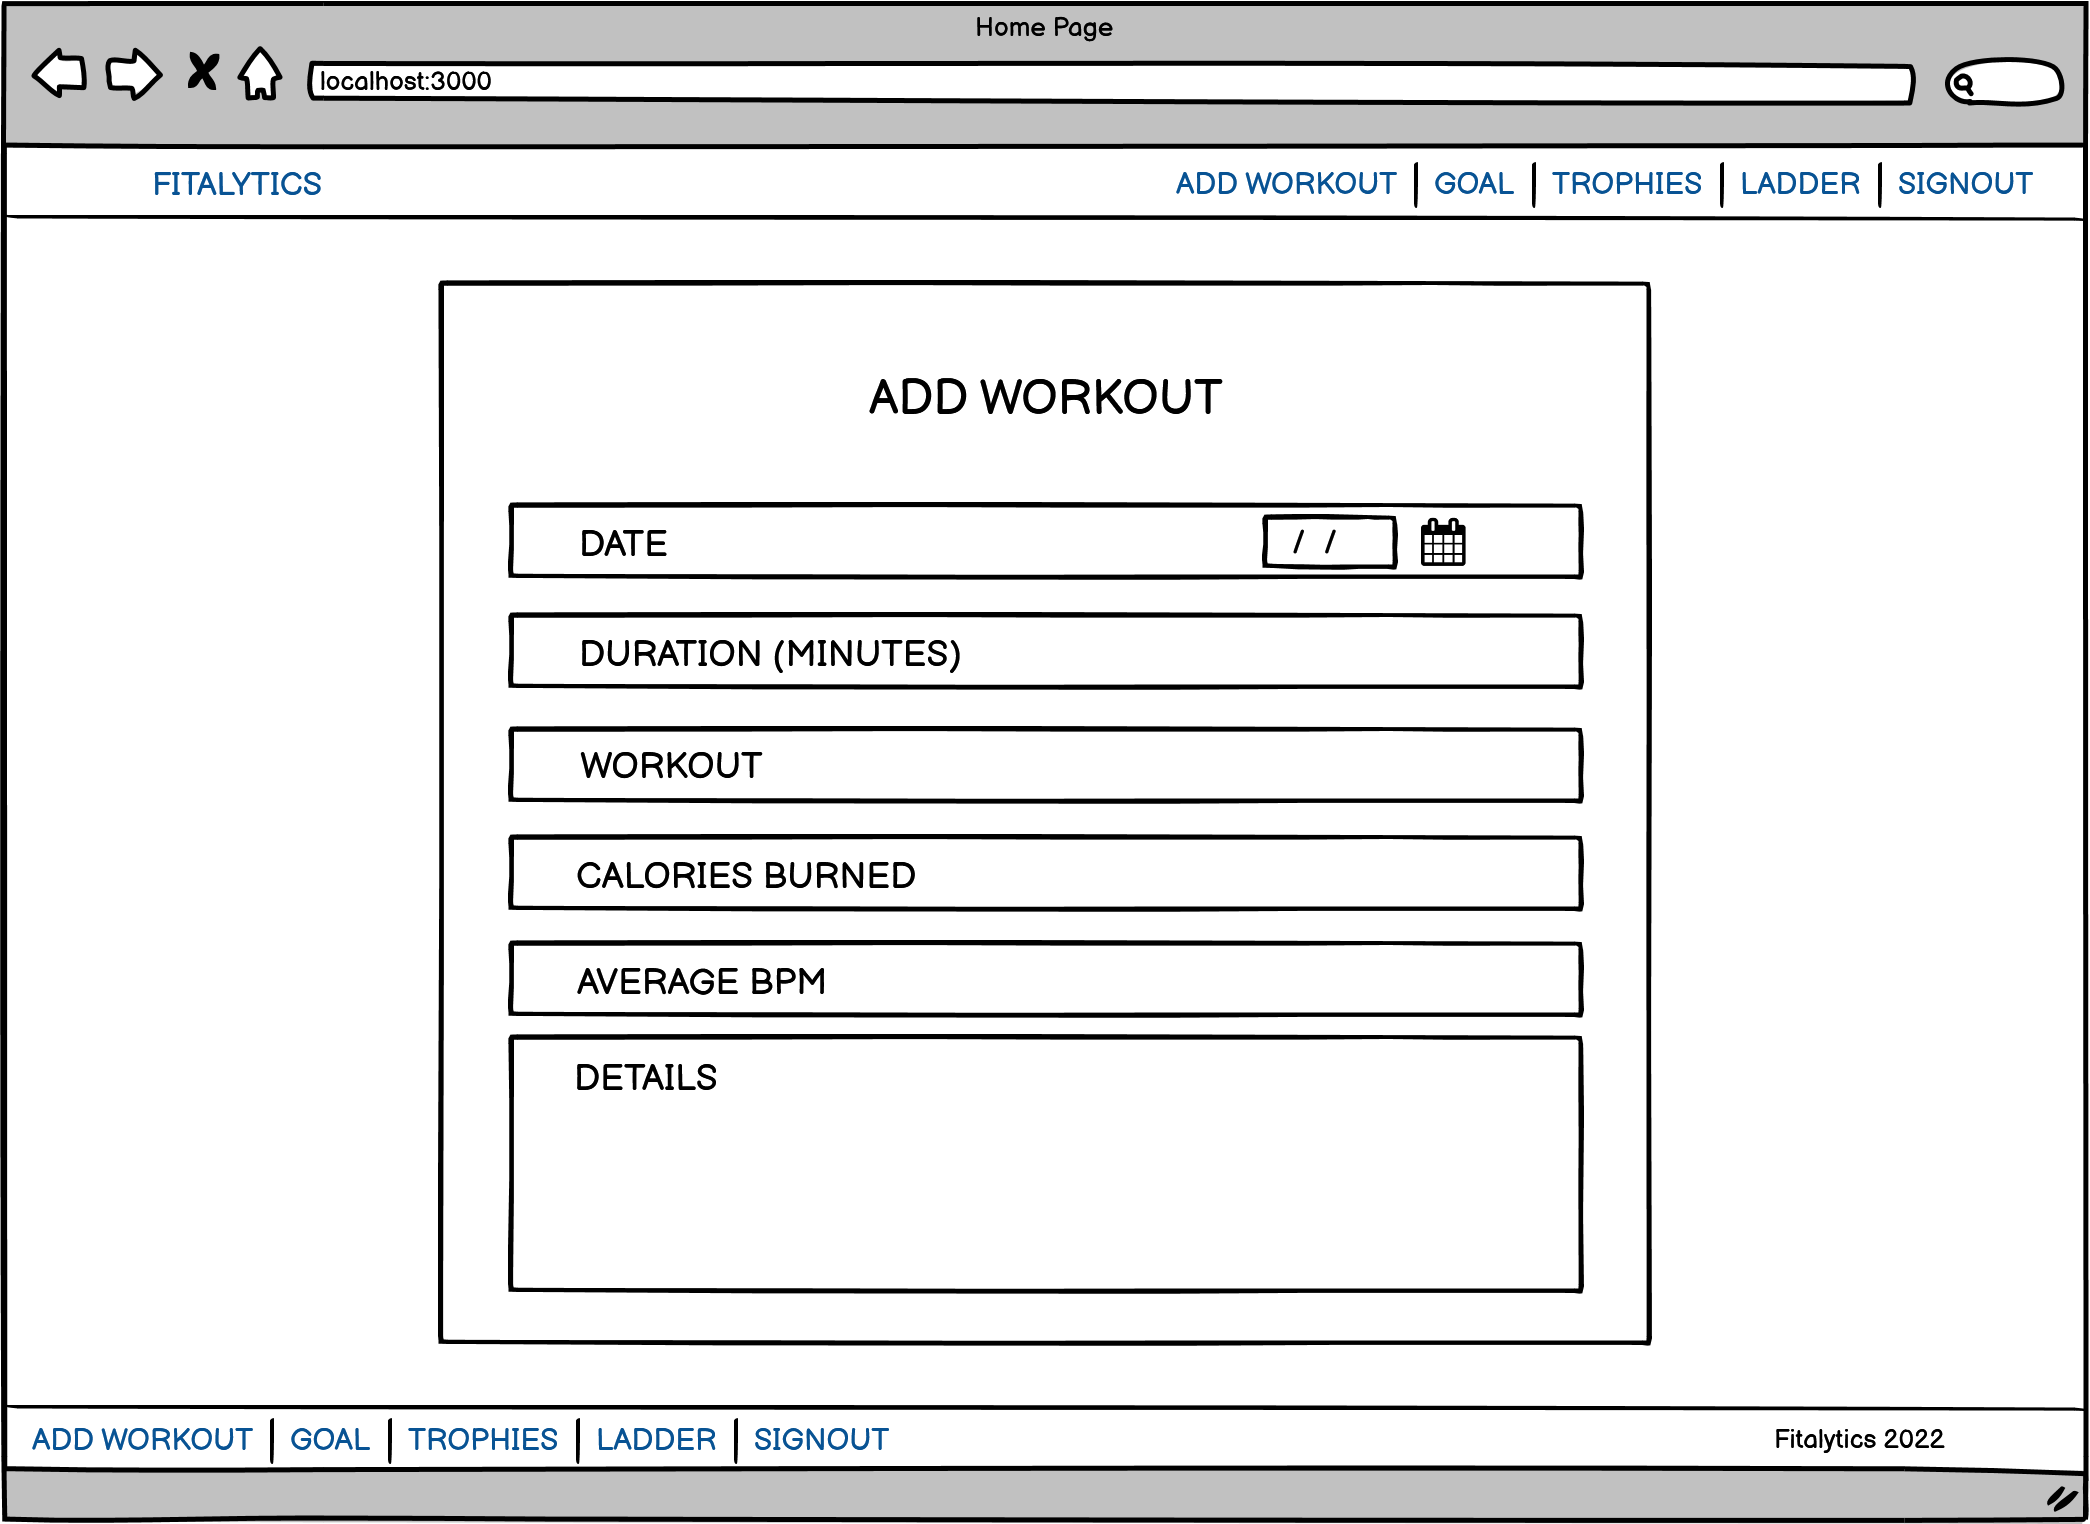 Home Page
localhost:3000
FITALYTICS
ADD WORKOUT | GOAL | TROPHIES | LADDER | SIGNOUT
ADD WORKOUT
DATE / /
DURATION (MINUTES)
WORKOUT
CALORIES BURNED
AVERAGE BPM
DETAILS
ADD WORKOUT | GOAL | TROPHIES | LADDER | SIGNOUT
Fitalytics 2022